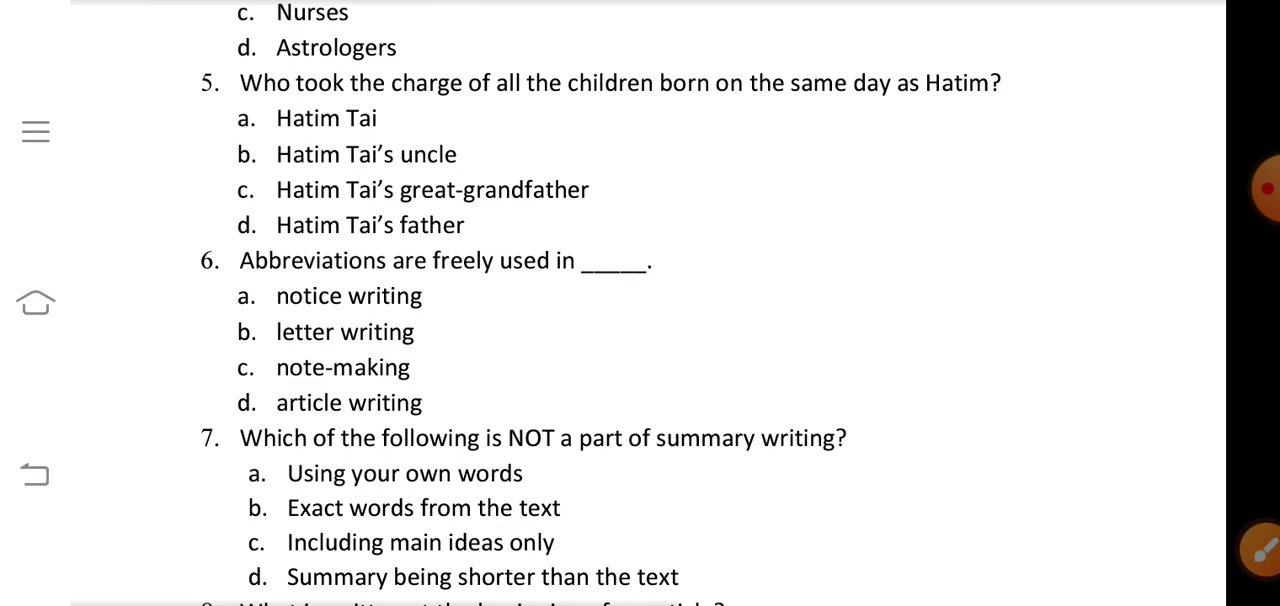 c. Nurses
d. Astrologers
5. Who took the charge of all the children born on the same day as Hatim?
a. Hatim Tai
b. Hatim Tai’s uncle
c. Hatim Tai’s great-grandfather
d. Hatim Tai’s father
6. Abbreviations are freely used in _____.
a. notice writing
b. letter writing
c. note-making
d. article writing
7. Which of the following is NOT a part of summary writing?
a. Using your own words
b. Exact words from the text
c. Including main ideas only
d. Summary being shorter than the text